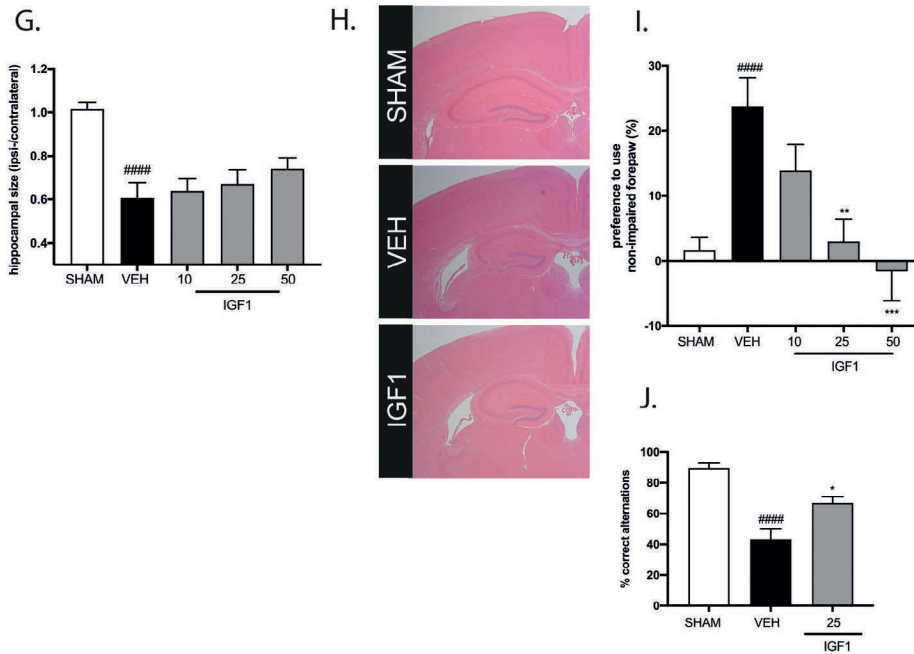 G.
hippocampal size (ipsi-/contralateral)
1.2
1.0
0.8
0.6
0.4
####
SHAM
VEH
10
25
50
IGF1
H.
SHAM
VEH
IGF1
I.
preference to use
non-impaired forepaw (%)
30
20
10
0
-10
####
**
***
SHAM
VEH
10
25
50
IGF1
J.
% correct alternations
100
80
60
40
20
0
####
*
SHAM
VEH
25
IGF1